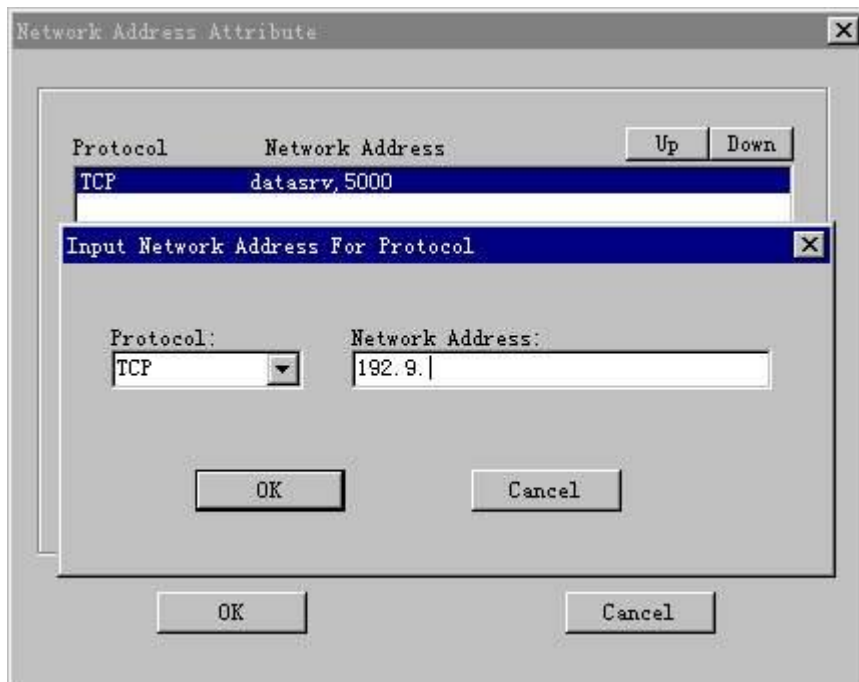 Network Address Attribute
Protocol Network Address Up Down
TCP datasrv,5000
Input Network Address For Protocol
Protocol: Network Address:
TCP 192.9.
OK Cancel
OK Cancel